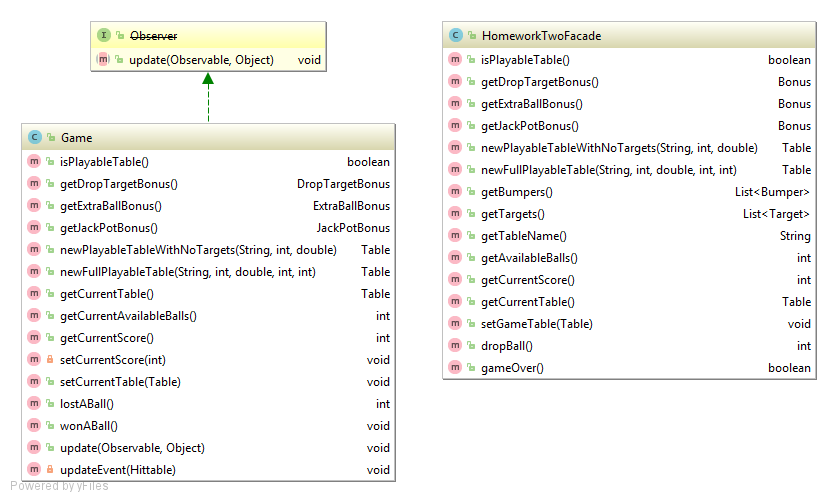 Observer
update(Observable, Object) void
Game
isPlayableTable() boolean
getDropTargetBonus() DropTargetBonus
getExtraBallBonus() ExtraBallBonus
getJackPotBonus() JackPotBonus
newPlayableTableWithNoTargets(String, int, double) Table
newFullPlayableTable(String, int, double, int, int) Table
getCurrentTable() Table
getCurrentAvailableBalls() int
getCurrentScore() int
setCurrentScore(int) void
setCurrentTable(Table) void
lostABall() int
wonABall() void
update(Observable, Object) void
updateEvent(Hittable) void
HomeworkTwoFacade
isPlayableTable() boolean
getDropTargetBonus() Bonus
getExtraBallBonus() Bonus
getJackPotBonus() Bonus
newPlayableTableWithNoTargets(String, int, double) Table
newFullPlayableTable(String, int, double, int, int) Table
getBumpers() List<Bumper>
getTargets() List<Target>
getTableName() String
getAvailableBalls() int
getCurrentScore() int
getCurrentTable() Table
setGameTable(Table) void
dropBall() int
gameOver() boolean
Powered by yFiles